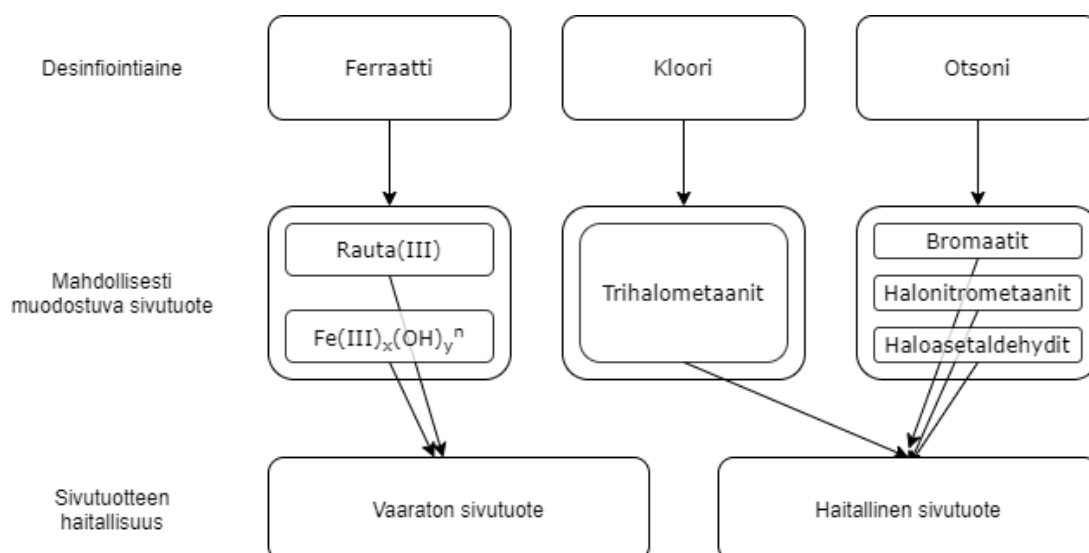 Desinfiointiaine
Ferraatti
Kloori
Otsoni
Mahdollisesti
muodostuva sivutuote
Rauta(III)
Fe(III)ₓ(OH)ᵧⁿ
Trihalometaanit
Bromaatit
Halonitrometaanit
Haloasetaldehydit
Sivutuotteen
haitallisuus
Vaaraton sivutuote
Haitallinen sivutuote